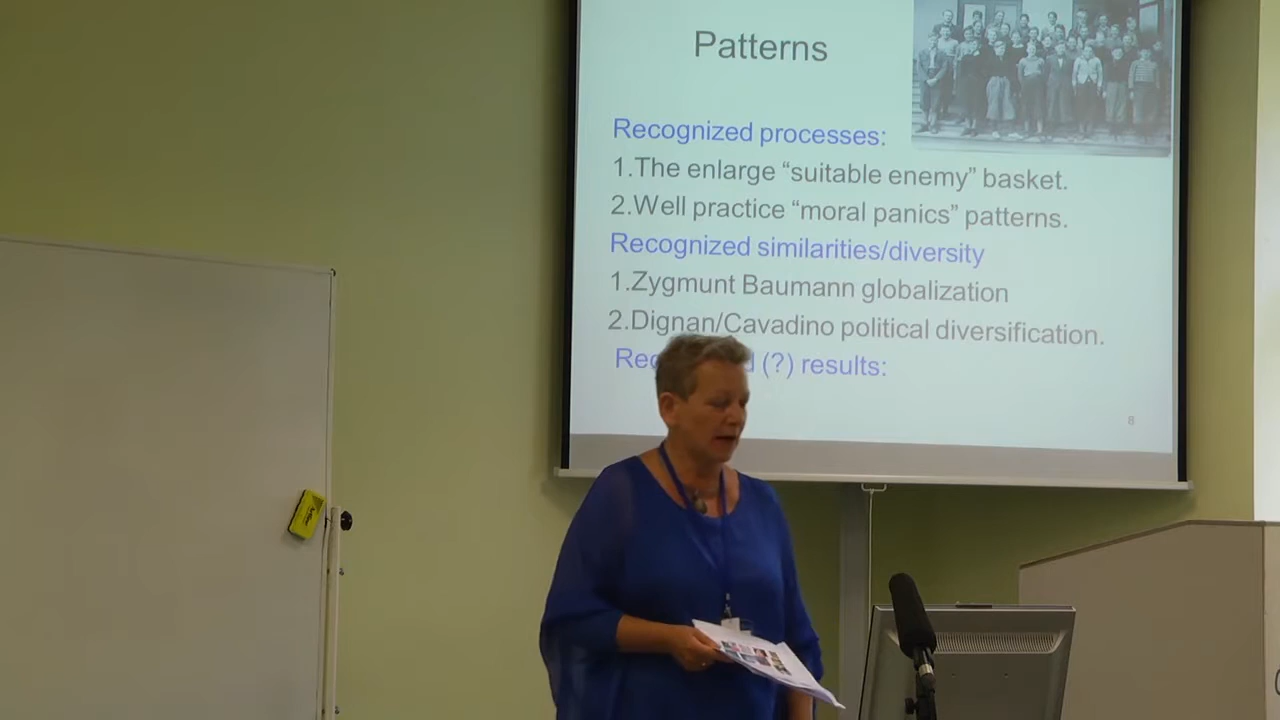 Patterns
Recognized processes:
1.The enlarge “suitable enemy” basket.
2.Well practice “moral panics” patterns.
Recognized similarities/diversity
1.Zygmunt Baumann globalization
2.Dignan/Cavadino political diversification.
(?) results:
8